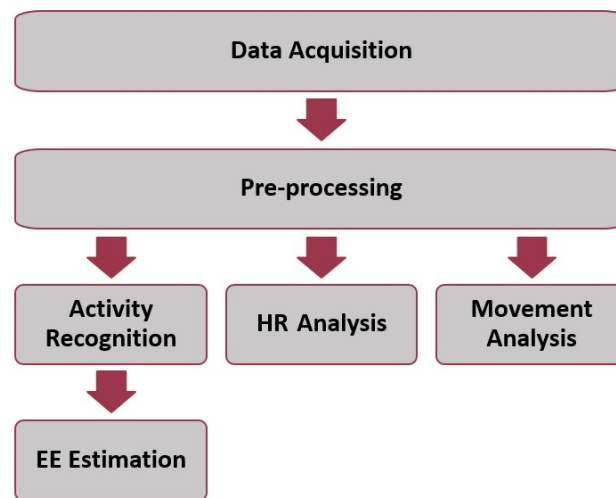 Data Acquisition
Pre-processing
Activity
Recognition
HR Analysis
Movement
Analysis
EE Estimation